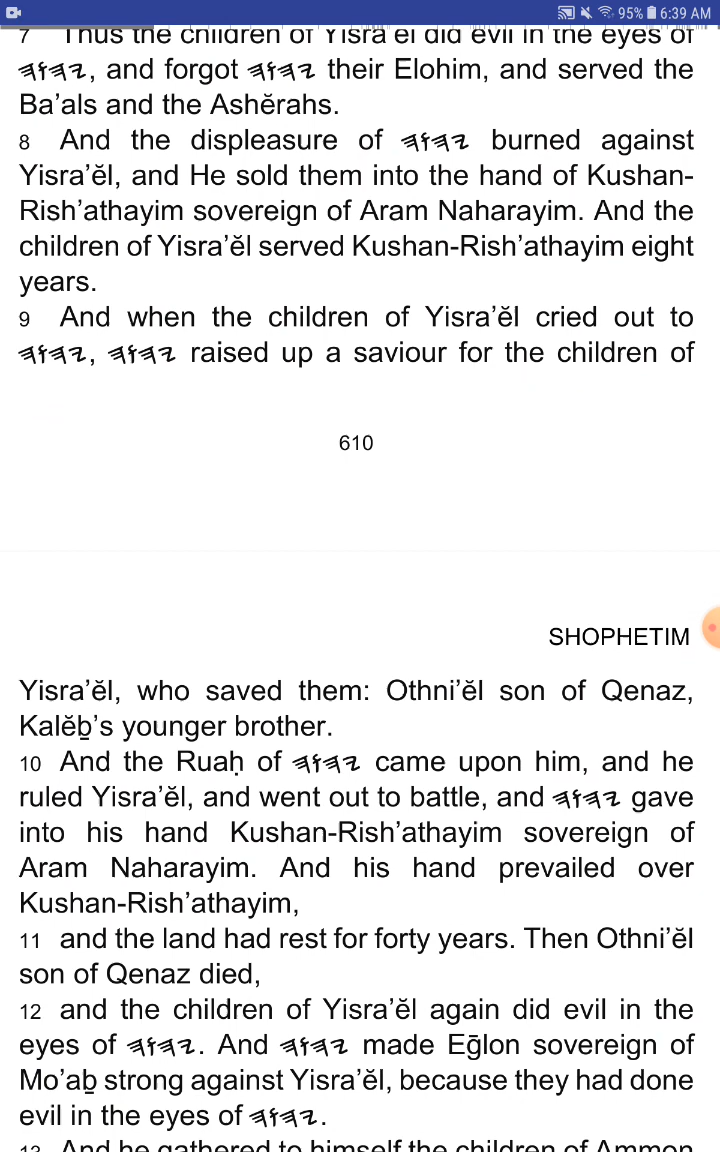 95% 6:39 AM
7 Thus the children of Yisra’ĕl did evil in the eyes of
𐤉𐤄𐤅𐤄, and forgot 𐤉𐤄𐤅𐤄 their Elohim, and served the
Ba’als and the Ashĕrahs.
8 And the displeasure of 𐤉𐤄𐤅𐤄 burned against
Yisra’ĕl, and He sold them into the hand of Kushan-
Rish’athayim sovereign of Aram Naharayim. And the
children of Yisra’ĕl served Kushan-Rish’athayim eight
years.
9 And when the children of Yisra’ĕl cried out to
𐤉𐤄𐤅𐤄, 𐤉𐤄𐤅𐤄 raised up a saviour for the children of
610
SHOPHETIM
Yisra’ĕl, who saved them: Othni’ĕl son of Qenaz,
Kalĕḇ’s younger brother.
10 And the Ruaḥ of 𐤉𐤄𐤅𐤄 came upon him, and he
ruled Yisra’ĕl, and went out to battle, and 𐤉𐤄𐤅𐤄 gave
into his hand Kushan-Rish’athayim sovereign of
Aram Naharayim. And his hand prevailed over
Kushan-Rish’athayim,
11 and the land had rest for forty years. Then Othni’ĕl
son of Qenaz died,
12 and the children of Yisra’ĕl again did evil in the
eyes of 𐤉𐤄𐤅𐤄. And 𐤉𐤄𐤅𐤄 made Eḡlon sovereign of
Mo’aḇ strong against Yisra’ĕl, because they had done
evil in the eyes of 𐤉𐤄𐤅𐤄.
13 And he gathered to himself the children of Ammon